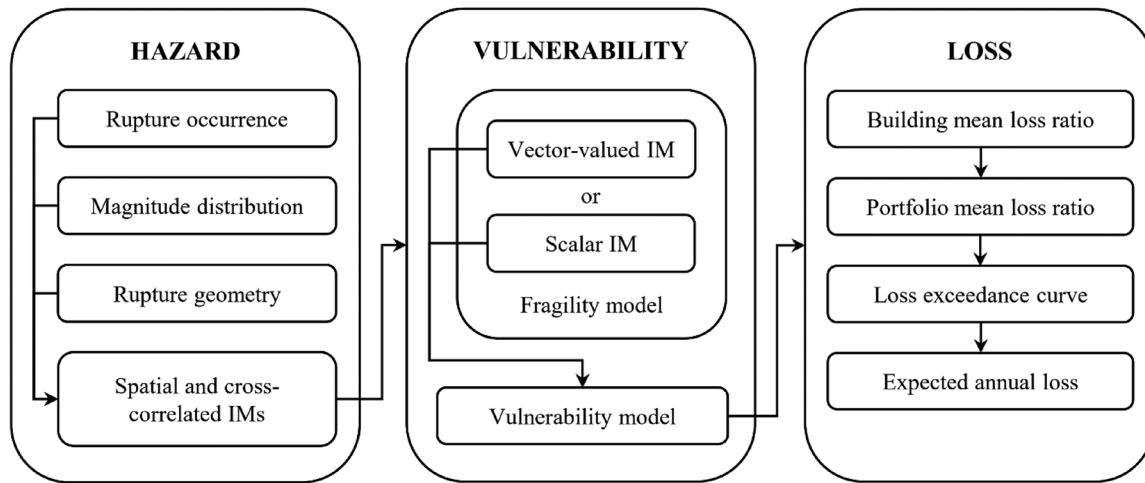 HAZARD
Rupture occurrence
Magnitude distribution
Rupture geometry
Spatial and cross-
correlated IMs
VULNERABILITY
Vector-valued IM
or
Scalar IM
Fragility model
Vulnerability model
LOSS
Building mean loss ratio
Portfolio mean loss ratio
Loss exceedance curve
Expected annual loss